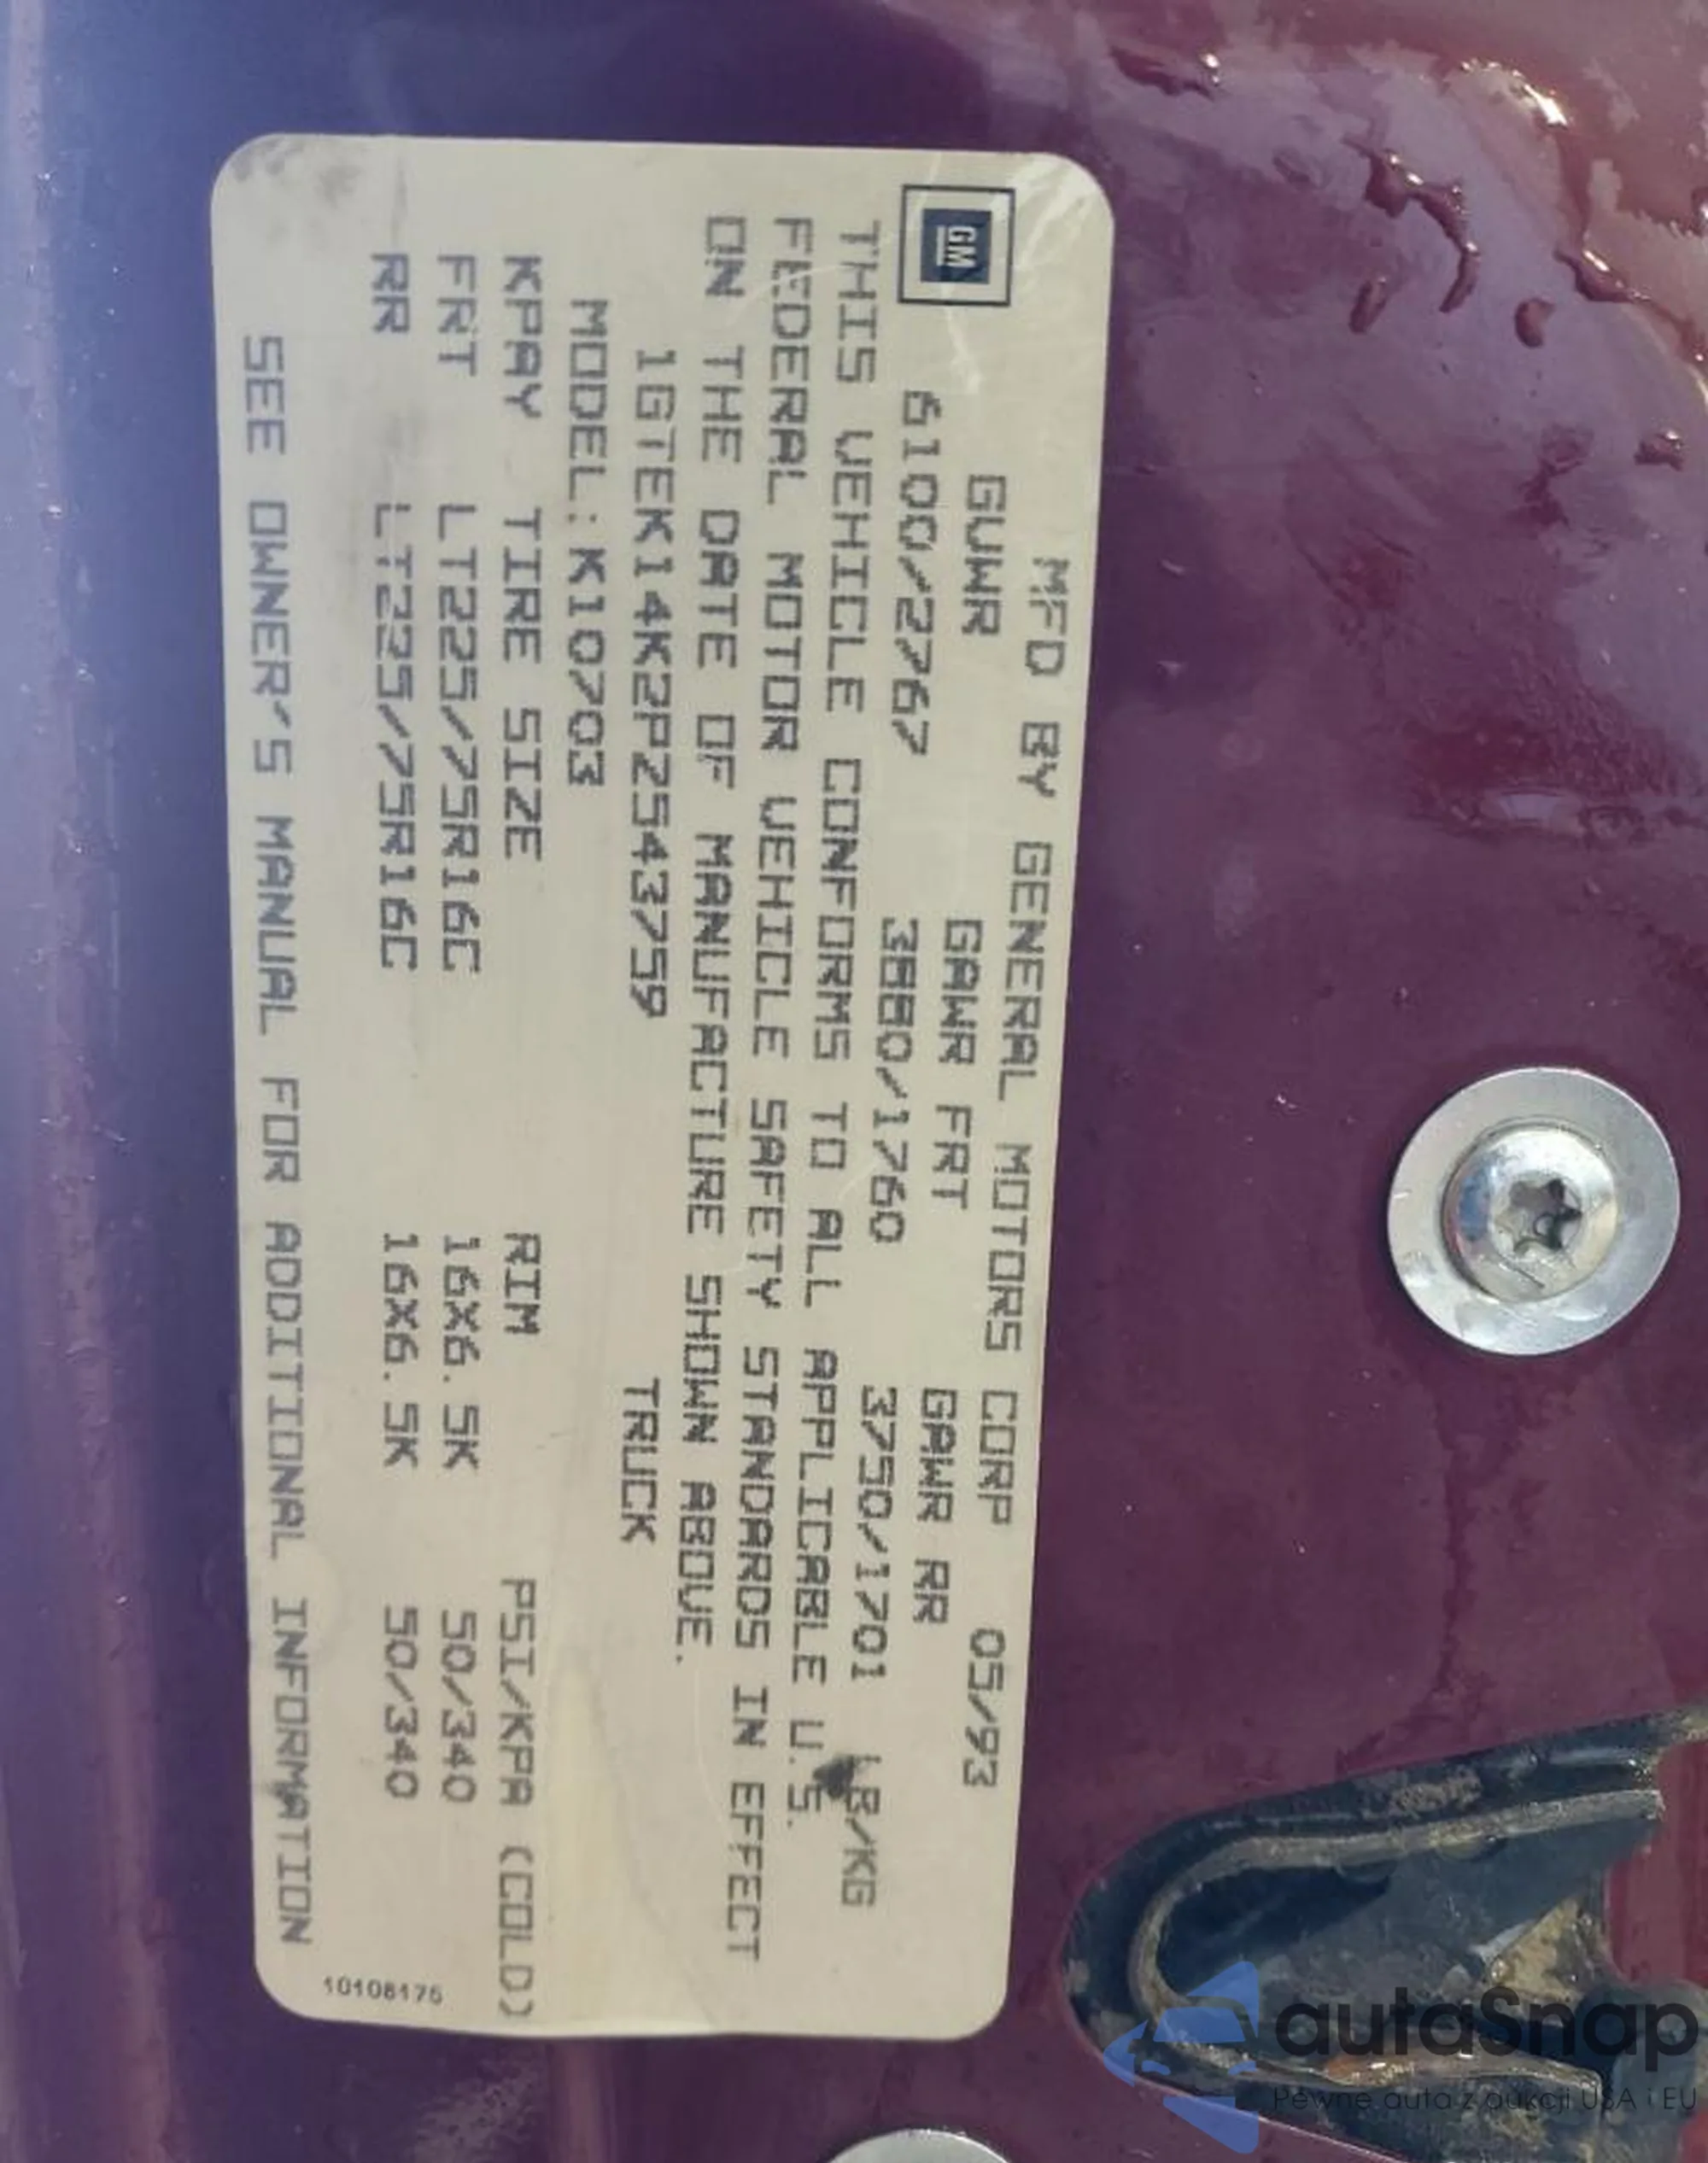 GM
MFD BY GENERAL MOTORS CORP 05/93
GVWR GAWR FRT GAWR RR
6100/2767 3880/1760 3750/1701 LB/KG
THIS VEHICLE CONFORMS TO ALL APPLICABLE U.S.
FEDERAL MOTOR VEHICLE SAFETY STANDARDS IN EFFECT
ON THE DATE OF MANUFACTURE SHOWN ABOVE.
1GTEK14K2PZ543759 TRUCK
MODEL:K10703
KPAY TIRE SIZE RIM PSI/KPA (COLD)
FRT LT225/75R16C 16X6.5K 50/340
RR LT225/75R16C 16X6.5K 50/340
SEE OWNER'S MANUAL FOR ADDITIONAL INFORMATION
10108175
autaSnap
Pewne auta z aukcji USA i EU